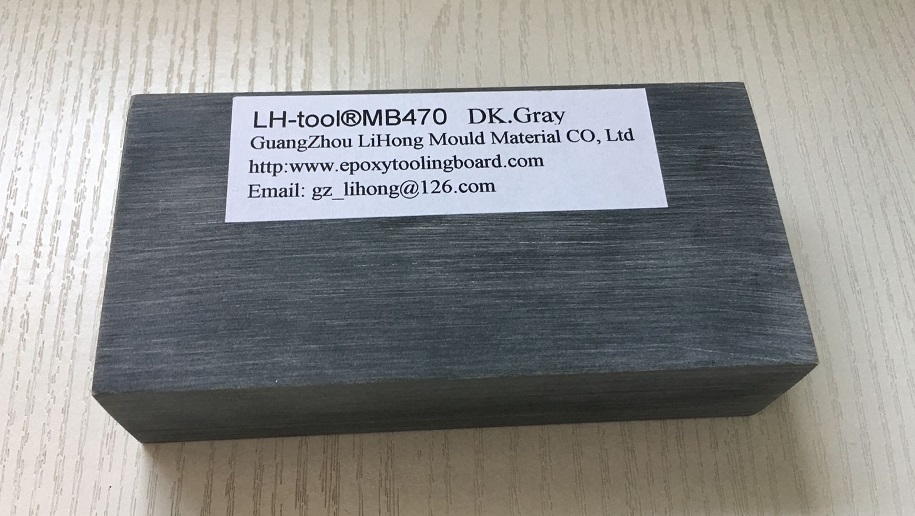 LH-tool®MB470 DK.Gray
GuangZhou LiHong Mould Material CO, Ltd
http:www.epoxytoolingboard.com
Email: gz_lihong@126.com